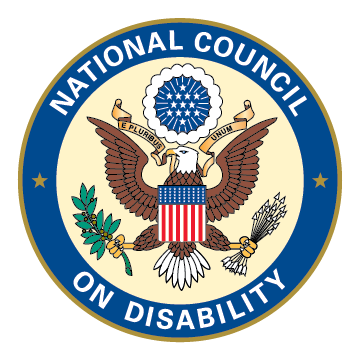 NATIONAL COUNCIL
E PLURIBUS UNUM
ON DISABILITY